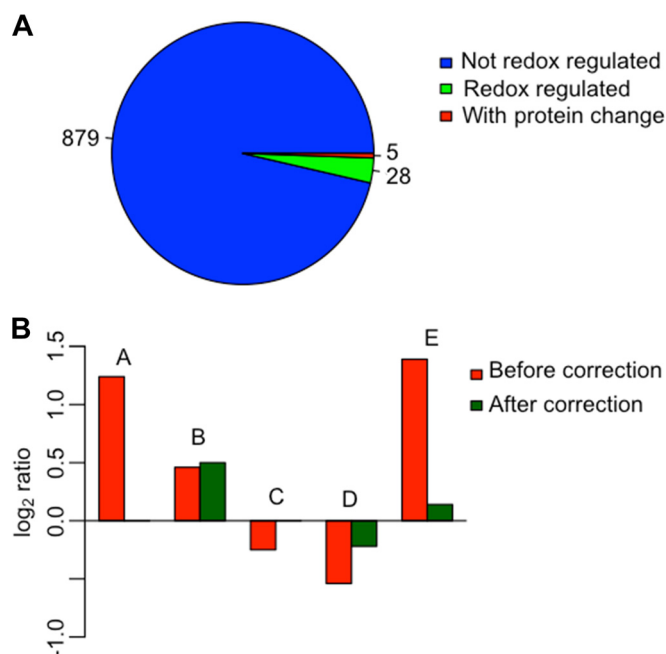 A
879
5
28
Not redox regulated
Redox regulated
With protein change
B
log₂ ratio
1.5
1.0
0.5
0.0
-1.0
A
B
C
D
E
Before correction
After correction